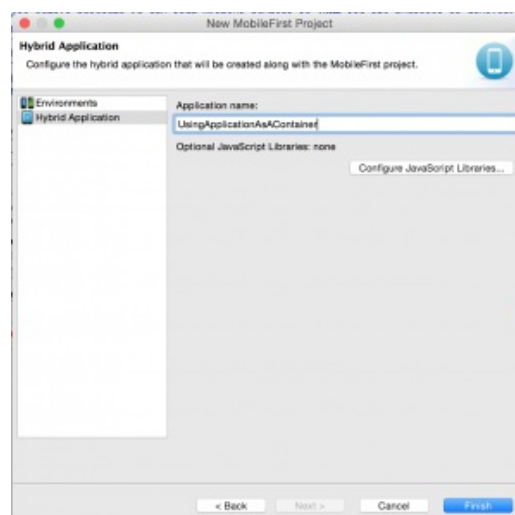 New MobileFirst Project
Hybrid Application
Configure the hybrid application that will be created along with the MobileFirst project.
Environments
Hybrid Application
Application name:
UsingApplicationAsAContainer
Optional JavaScript Libraries: none
Configure JavaScript Libraries...
< Back
Next >
Cancel
Finish